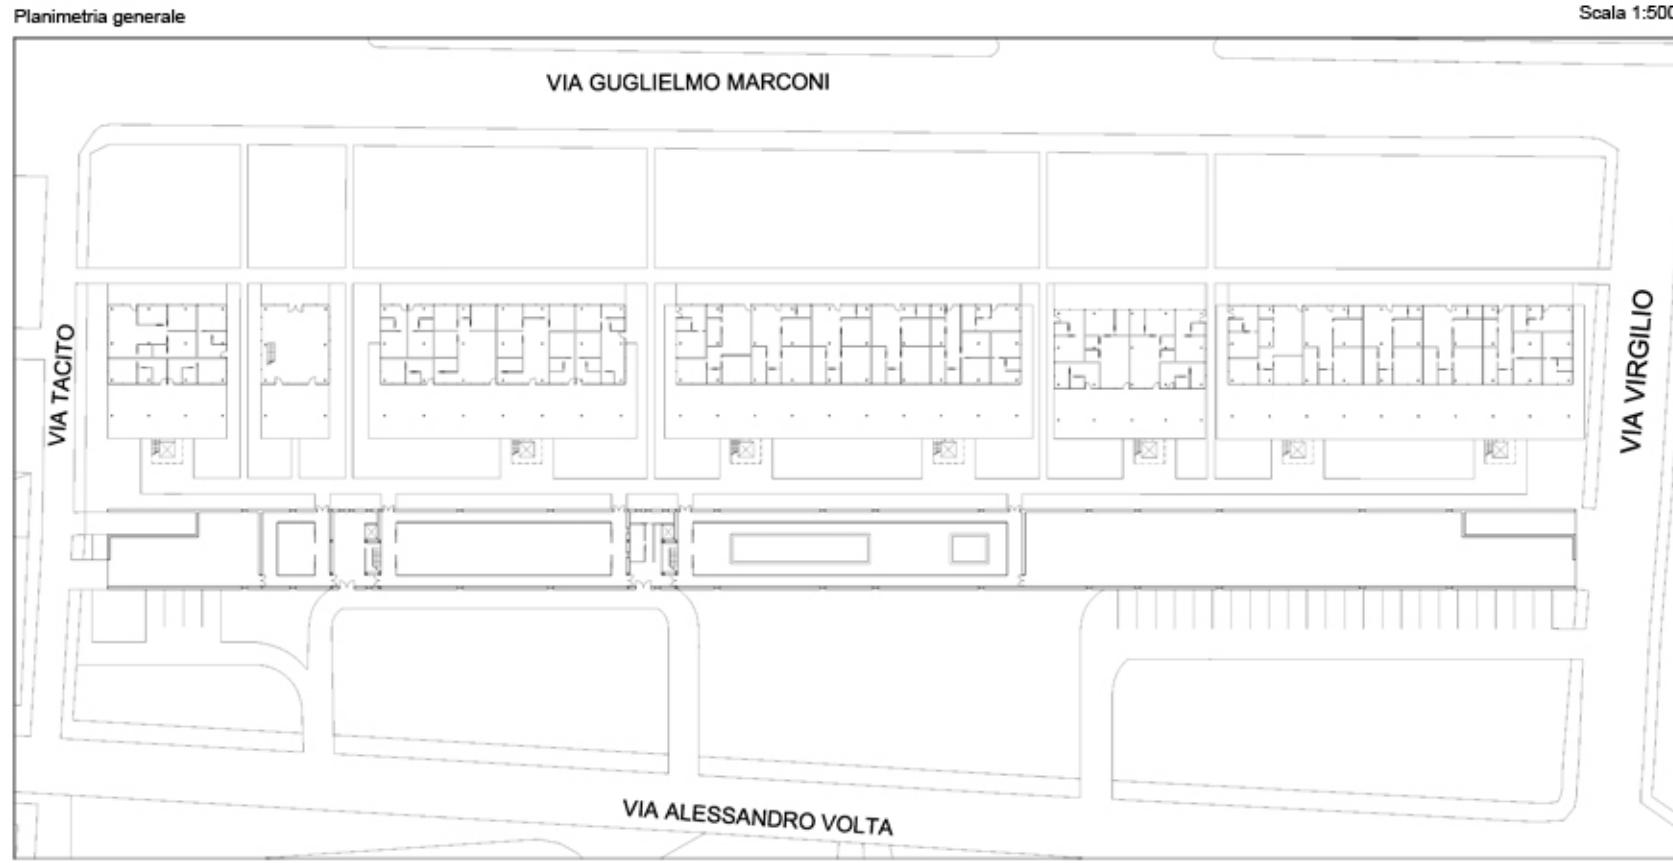 Planimetria generale
Scala 1:500
VIA GUGLIELMO MARCONI
VIA TACITO
VIA VIRGILIO
VIA ALESSANDRO VOLTA